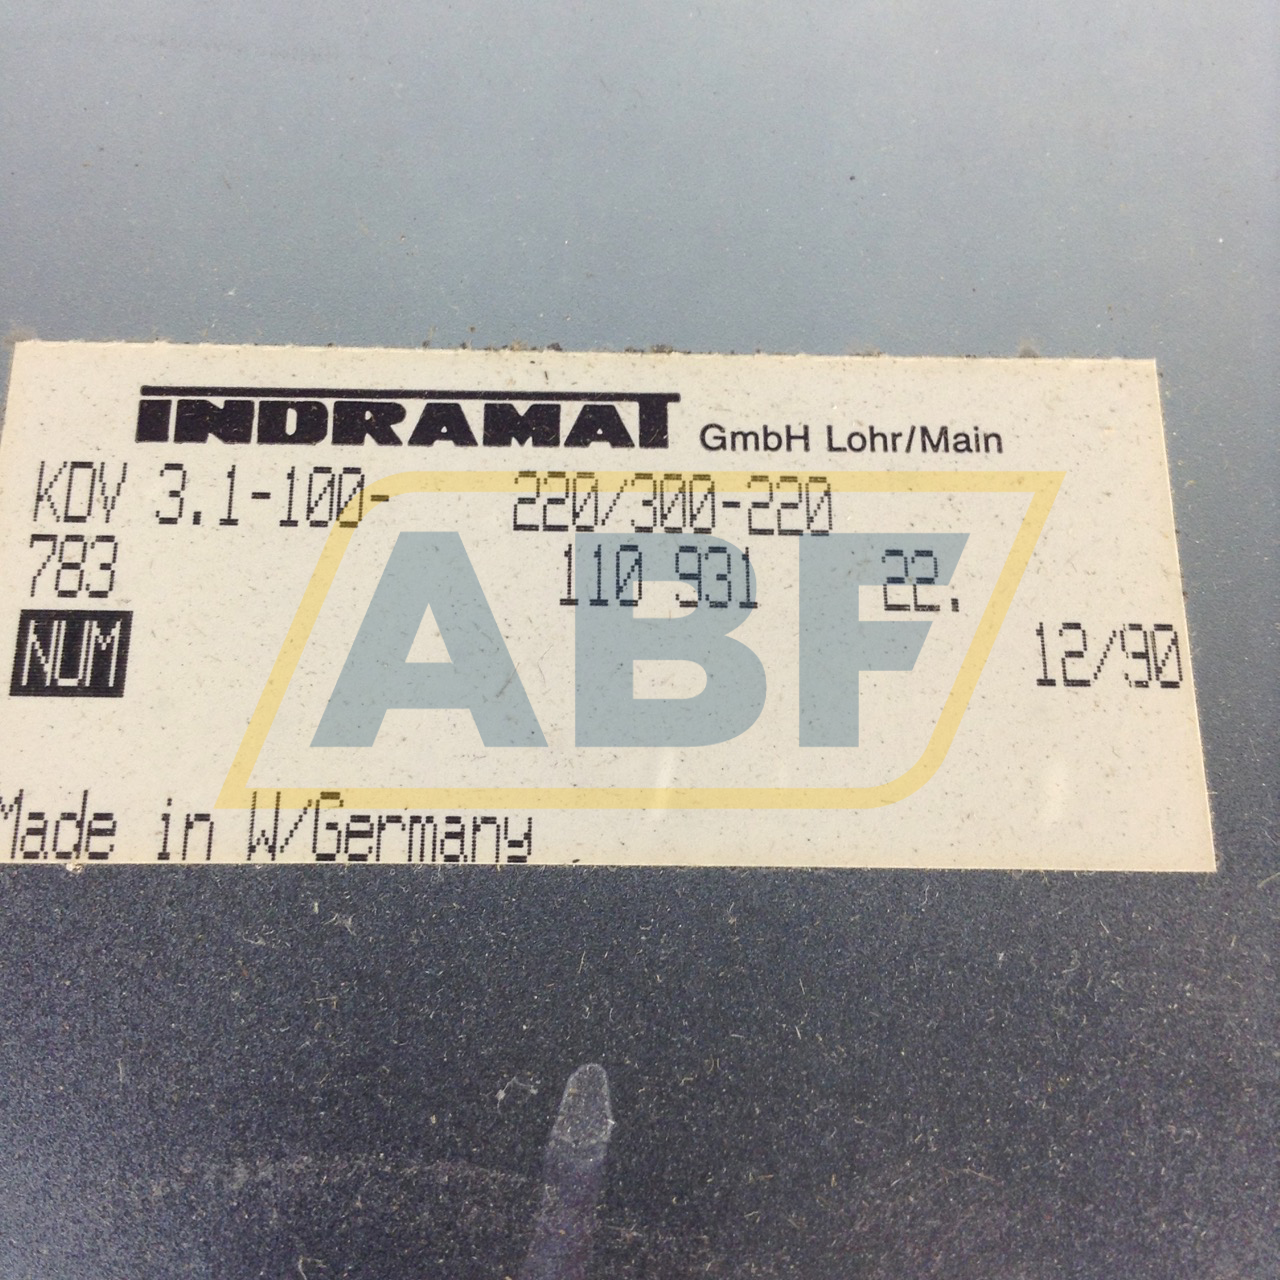 INDRAMAT GmbH Lohr/Main
KDV 3.1-100- 220/300-220
783 110 931 22.
NUM
12/90
ABF
Made in W/Germany